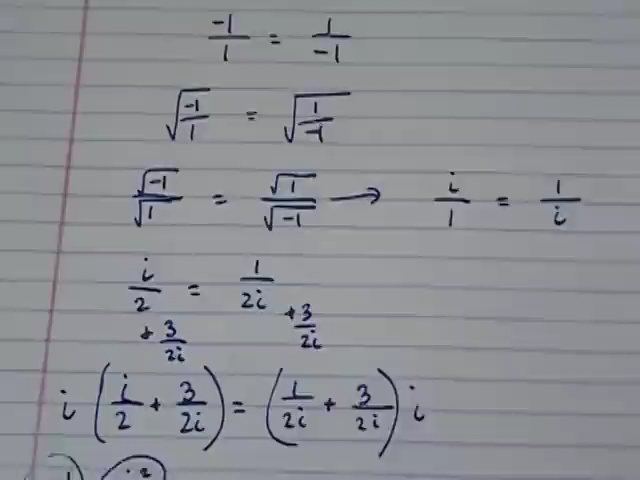 -1/1 = 1/-1
√(-1/1) = √(1/-1)
√-1/√1 = √1/√-1 → i/1 = 1/i
i/2 = 1/2i
+ 3/2i + 3/2i
i (i/2 + 3/2i) = (1/2i + 3/2i) i